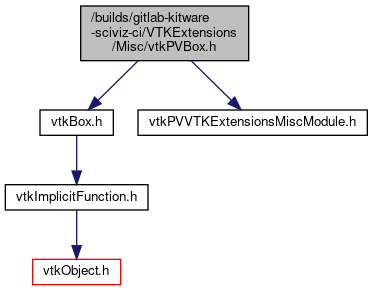 /builds/gitlab-kitware
-sciviz-ci/VTKExtensions
/Misc/vtkPVBox.h
vtkBox.h
vtkPVVTKExtensionsMiscModule.h
vtkImplicitFunction.h
vtkObject.h